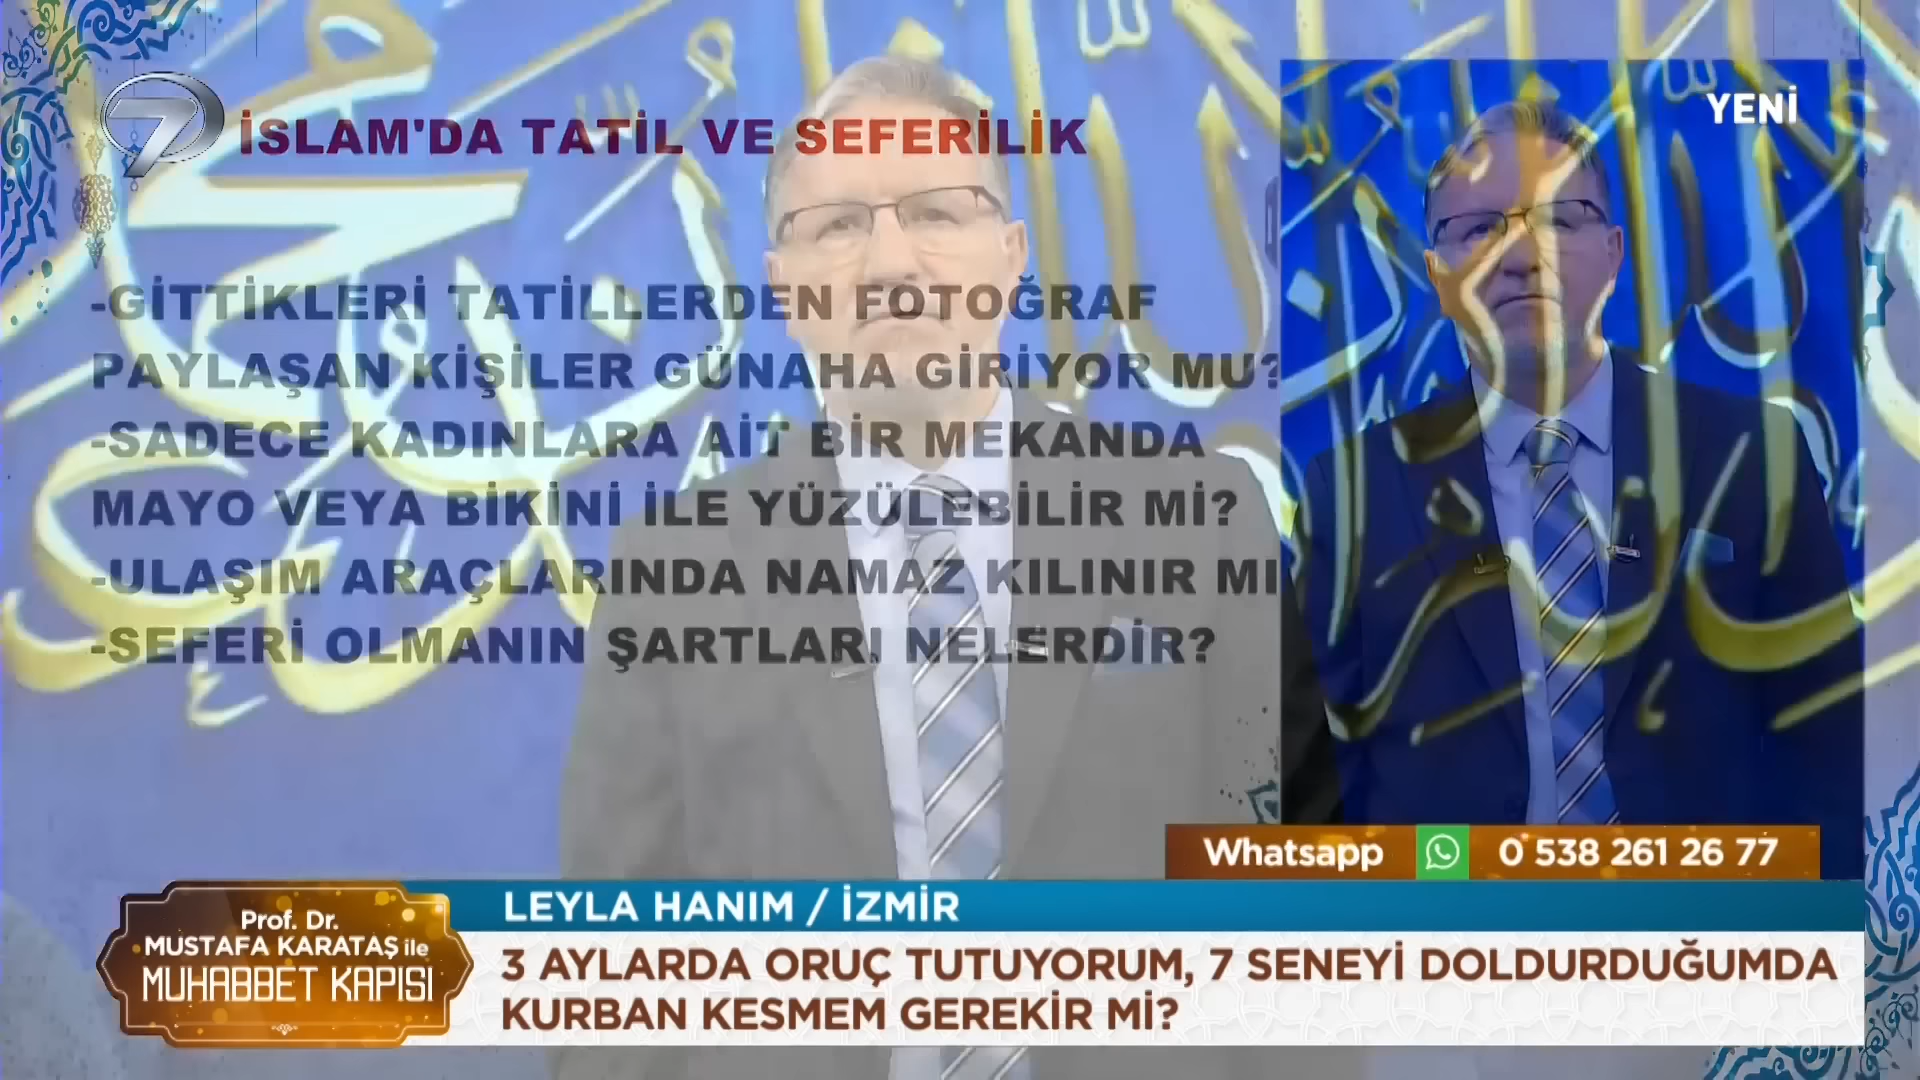 7
YENİ
İSLAM'DA TATİL VE SEFERİLİK
-GİTTİKLERİ TATİLLERDEN FOTOĞRAF
PAYLAŞAN KİŞİLER GÜNAHA GİRİYOR MU?
-SADECE KADINLARA AİT BİR MEKANDA
MAYO VEYA BİKİNİ İLE YÜZÜLEBİLİR Mİ?
-ULAŞIM ARAÇLARINDA NAMAZ KILINIR MI
-SEFERİ OLMANIN ŞARTLARI NELERDİR?
Whatsapp 0 538 261 26 77
LEYLA HANIM / İZMİR
Prof. Dr.
MUSTAFA KARATAŞ ile
MUHABBET KAPISI
3 AYLARDA ORUÇ TUTUYORUM, 7 SENEYİ DOLDURDUĞUMDA
KURBAN KESMEM GEREKİR Mİ?